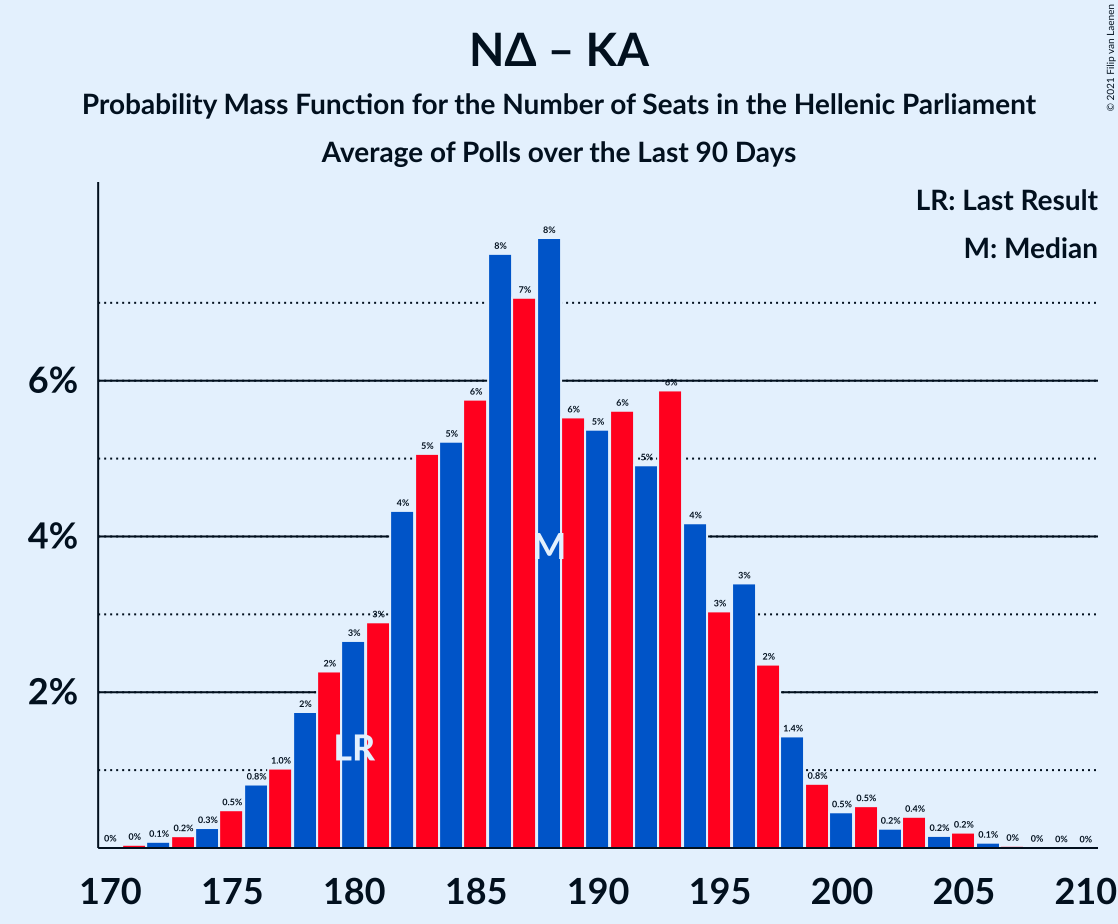 ΝΔ – ΚΑ
Probability Mass Function for the Number of Seats in the Hellenic Parliament
Average of Polls over the Last 90 Days
© 2021 Filip van Laenen
LR: Last Result
M: Median
6%
4%
2%
0% 0% 0.1% 0.2% 0.3% 0.5% 0.8% 1.0% 2% 2% 3% 3% 4% 5% 5% 6% 8% 7% 8% 6% 5% 6% 5% 6% 4% 3% 3% 2% 1.4% 0.8% 0.5% 0.5% 0.2% 0.4% 0.2% 0.2% 0.1% 0% 0% 0% 0%
M
LR
170 175 180 185 190 195 200 205 210